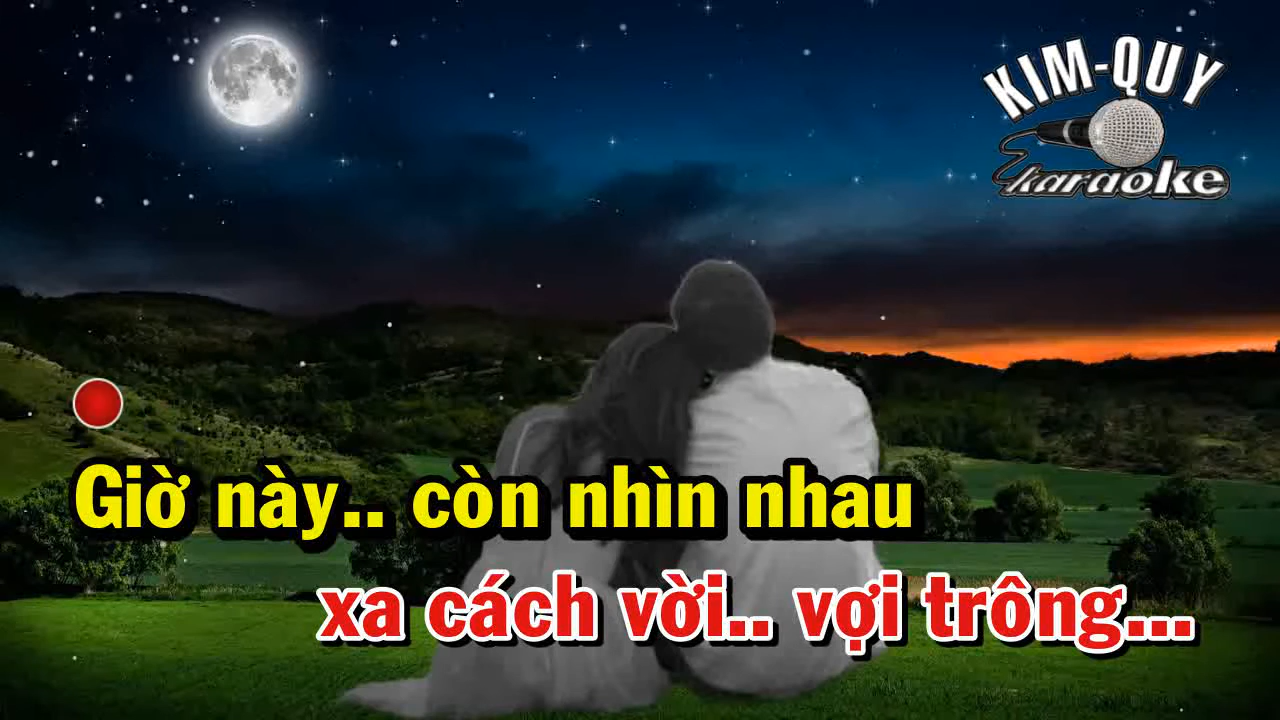 KIM-QUY
karaoke
Giờ này.. còn nhìn nhau
xa cách vời.. vợi trông...